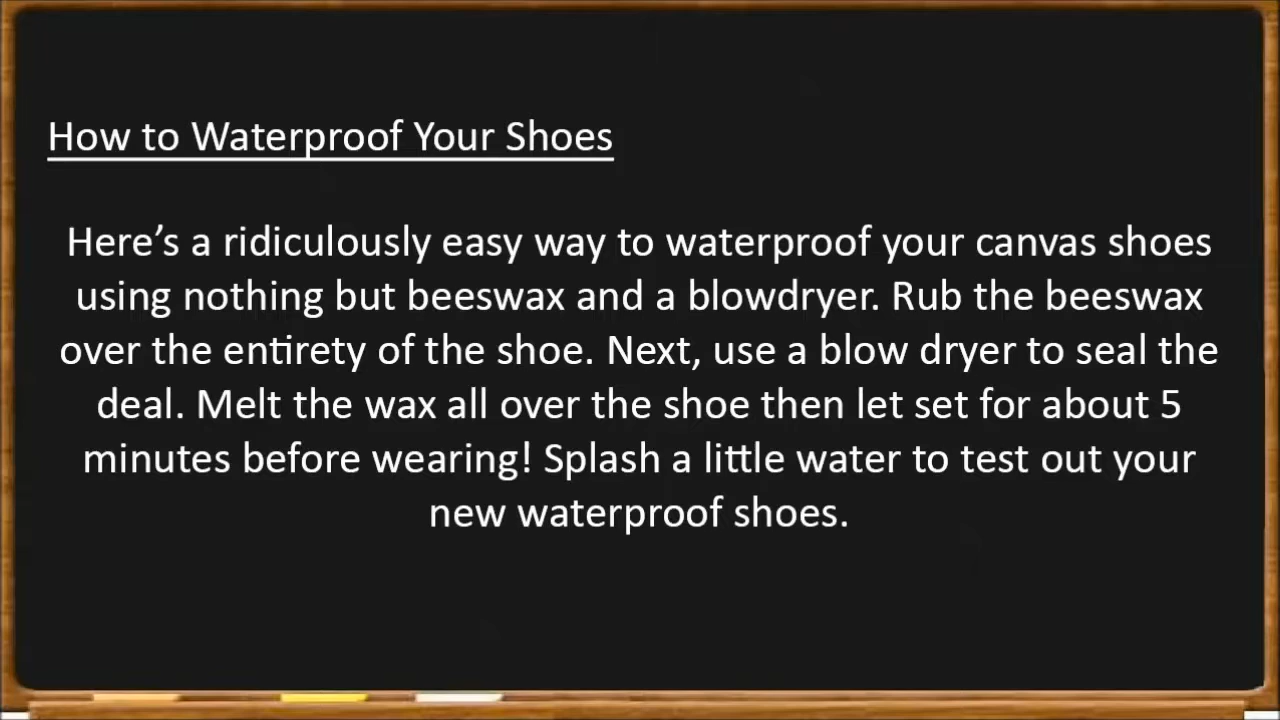 How to Waterproof Your Shoes
Here’s a ridiculously easy way to waterproof your canvas shoes
using nothing but beeswax and a blowdryer. Rub the beeswax
over the entirety of the shoe. Next, use a blow dryer to seal the
deal. Melt the wax all over the shoe then let set for about 5
minutes before wearing! Splash a little water to test out your
new waterproof shoes.